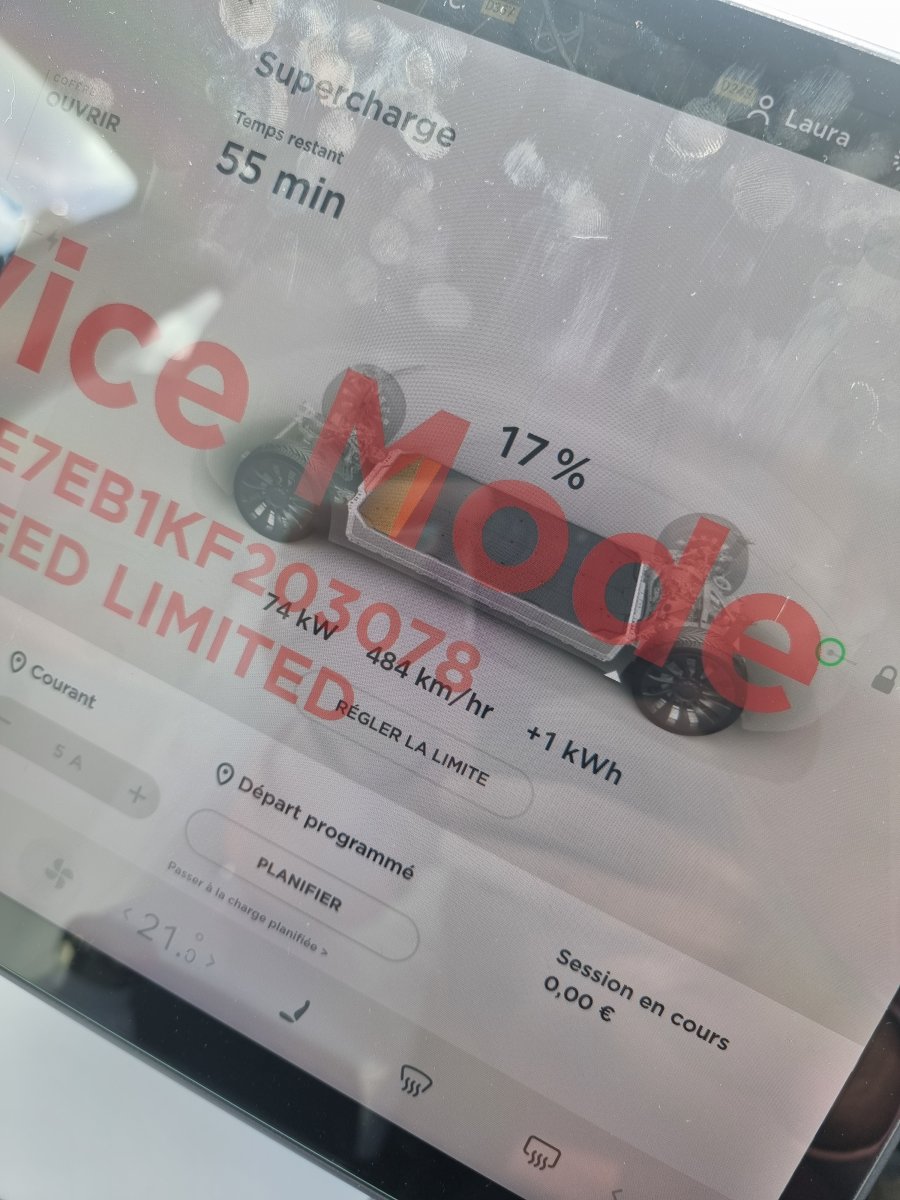 Laura
Supercharge
OUVRIR
Temps restant
55 min
vice Mode
17 %
E7EB1KF203078
EED LIMITED
74 kW
484 km/hr
+1 kWh
RÉGLER LA LIMITE
Courant
5 A
+
Départ programmé
PLANIFIER
Passer à la charge planifiée >
< 21.0° >
Session en cours
0,00 €